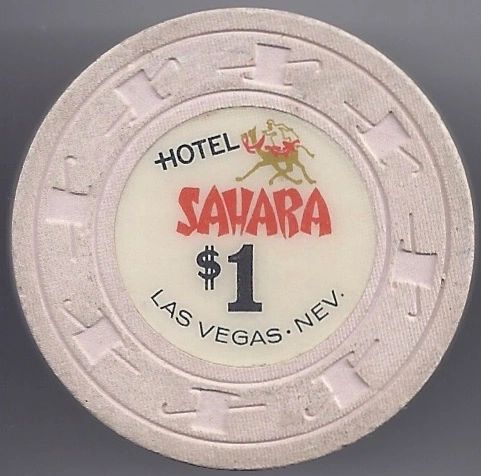 HOTEL
SAHARA
$1
LAS VEGAS · NEV.